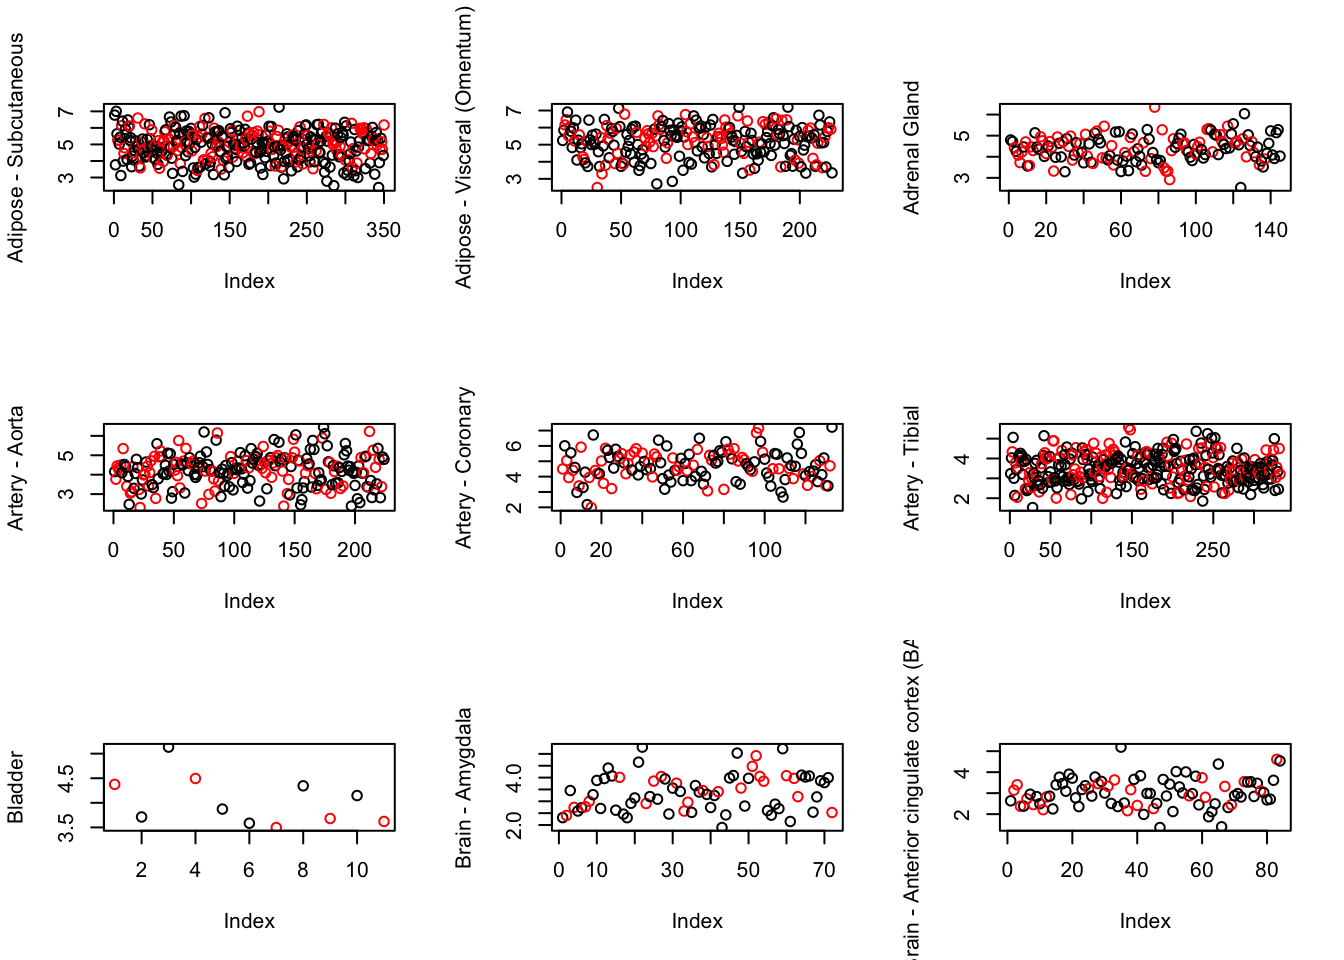 Adipose - Subcutaneous
3 5 7
0 50 150 250 350
Index
Adipose - Visceral (Omentum)
3 5 7
0 50 100 150 200
Index
Adrenal Gland
3 5
0 20 60 100 140
Index
Artery - Aorta
3 5
0 50 100 150 200
Index
Artery - Coronary
2 4 6
0 20 60 100
Index
Artery - Tibial
2 4
0 50 150 250
Index
Bladder
3.5 4.5
2 4 6 8 10
Index
Brain - Amygdala
2.0 4.0
0 10 30 50 70
Index
rain - Anterior cingulate cortex (BA
2 4
0 20 40 60 80
Index